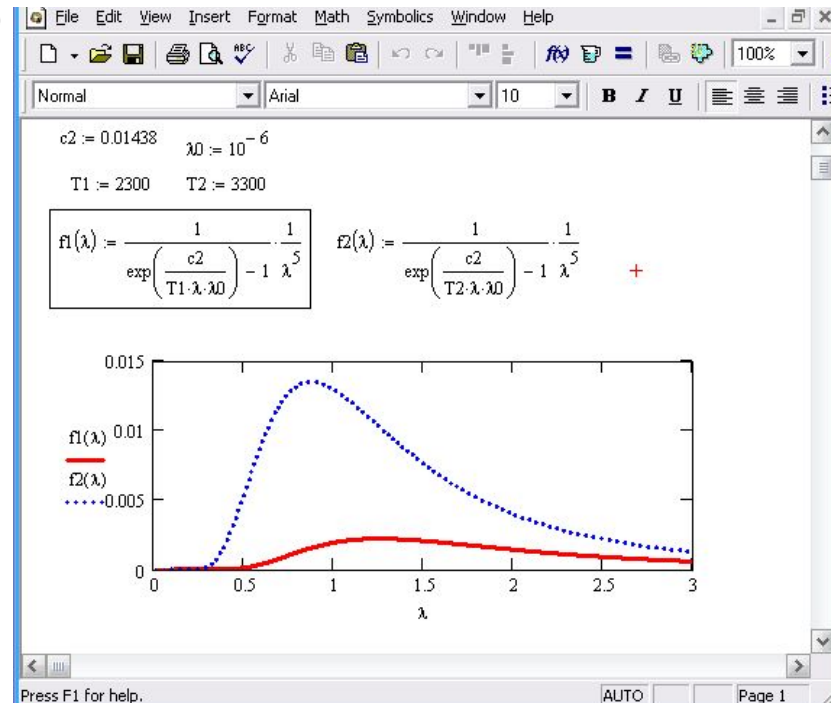 File Edit View Insert Format Math Symbolics Window Help
ABC f(x) 100%
Normal Arial 10 B I U
c2 := 0.01438 λ0 := 10^-6
T1 := 2300 T2 := 3300
f1(λ) := 1/(exp(c2/(T1·λ·λ0)) - 1) · 1/λ^5 f2(λ) := 1/(exp(c2/(T2·λ·λ0)) - 1) · 1/λ^5
+
0.015
f1(λ) 0.01
f2(λ)
0.005
0
0 0.5 1 1.5 2 2.5 3
λ
Press F1 for help. AUTO Page 1